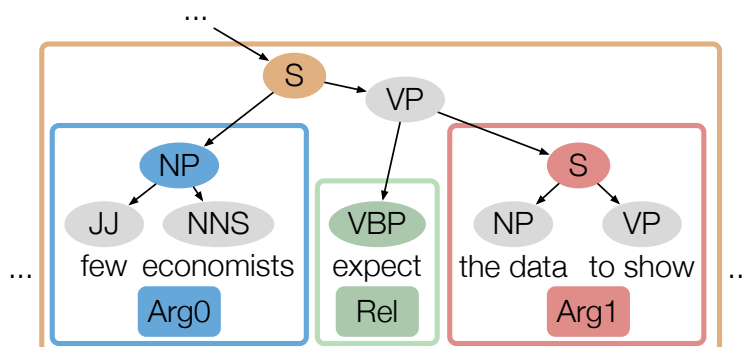 ...
S
VP
NP
S
JJ NNS VBP NP VP
... few economists expect the data to show ..
Arg0 Rel Arg1